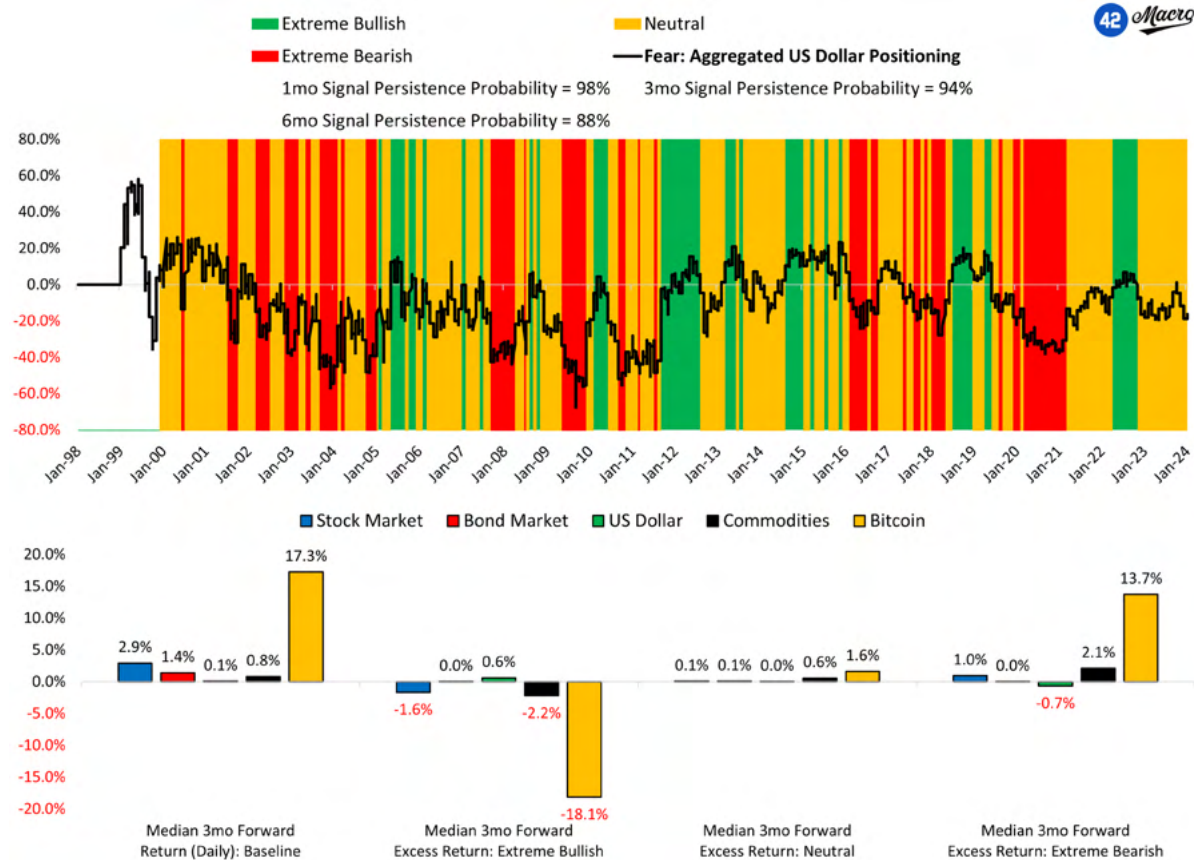 42 Macro
Extreme Bullish
Neutral
Extreme Bearish
Fear: Aggregated US Dollar Positioning
1mo Signal Persistence Probability = 98%
3mo Signal Persistence Probability = 94%
6mo Signal Persistence Probability = 88%
80.0%
60.0%
40.0%
20.0%
0.0%
-20.0%
-40.0%
-60.0%
-80.0%
Jan-98
Jan-99
Jan-00
Jan-01
Jan-02
Jan-03
Jan-04
Jan-05
Jan-06
Jan-07
Jan-08
Jan-09
Jan-10
Jan-11
Jan-12
Jan-13
Jan-14
Jan-15
Jan-16
Jan-17
Jan-18
Jan-19
Jan-20
Jan-21
Jan-22
Jan-23
Jan-24
Stock Market
Bond Market
US Dollar
Commodities
Bitcoin
20.0%
15.0%
10.0%
5.0%
0.0%
-5.0%
-10.0%
-15.0%
-20.0%
2.9%
1.4%
0.1%
0.8%
17.3%
-1.6%
0.0%
0.6%
-2.2%
-18.1%
0.1%
0.1%
0.0%
0.6%
1.6%
1.0%
0.0%
-0.7%
2.1%
13.7%
Median 3mo Forward
Return (Daily): Baseline
Median 3mo Forward
Excess Return: Extreme Bullish
Median 3mo Forward
Excess Return: Neutral
Median 3mo Forward
Excess Return: Extreme Bearish